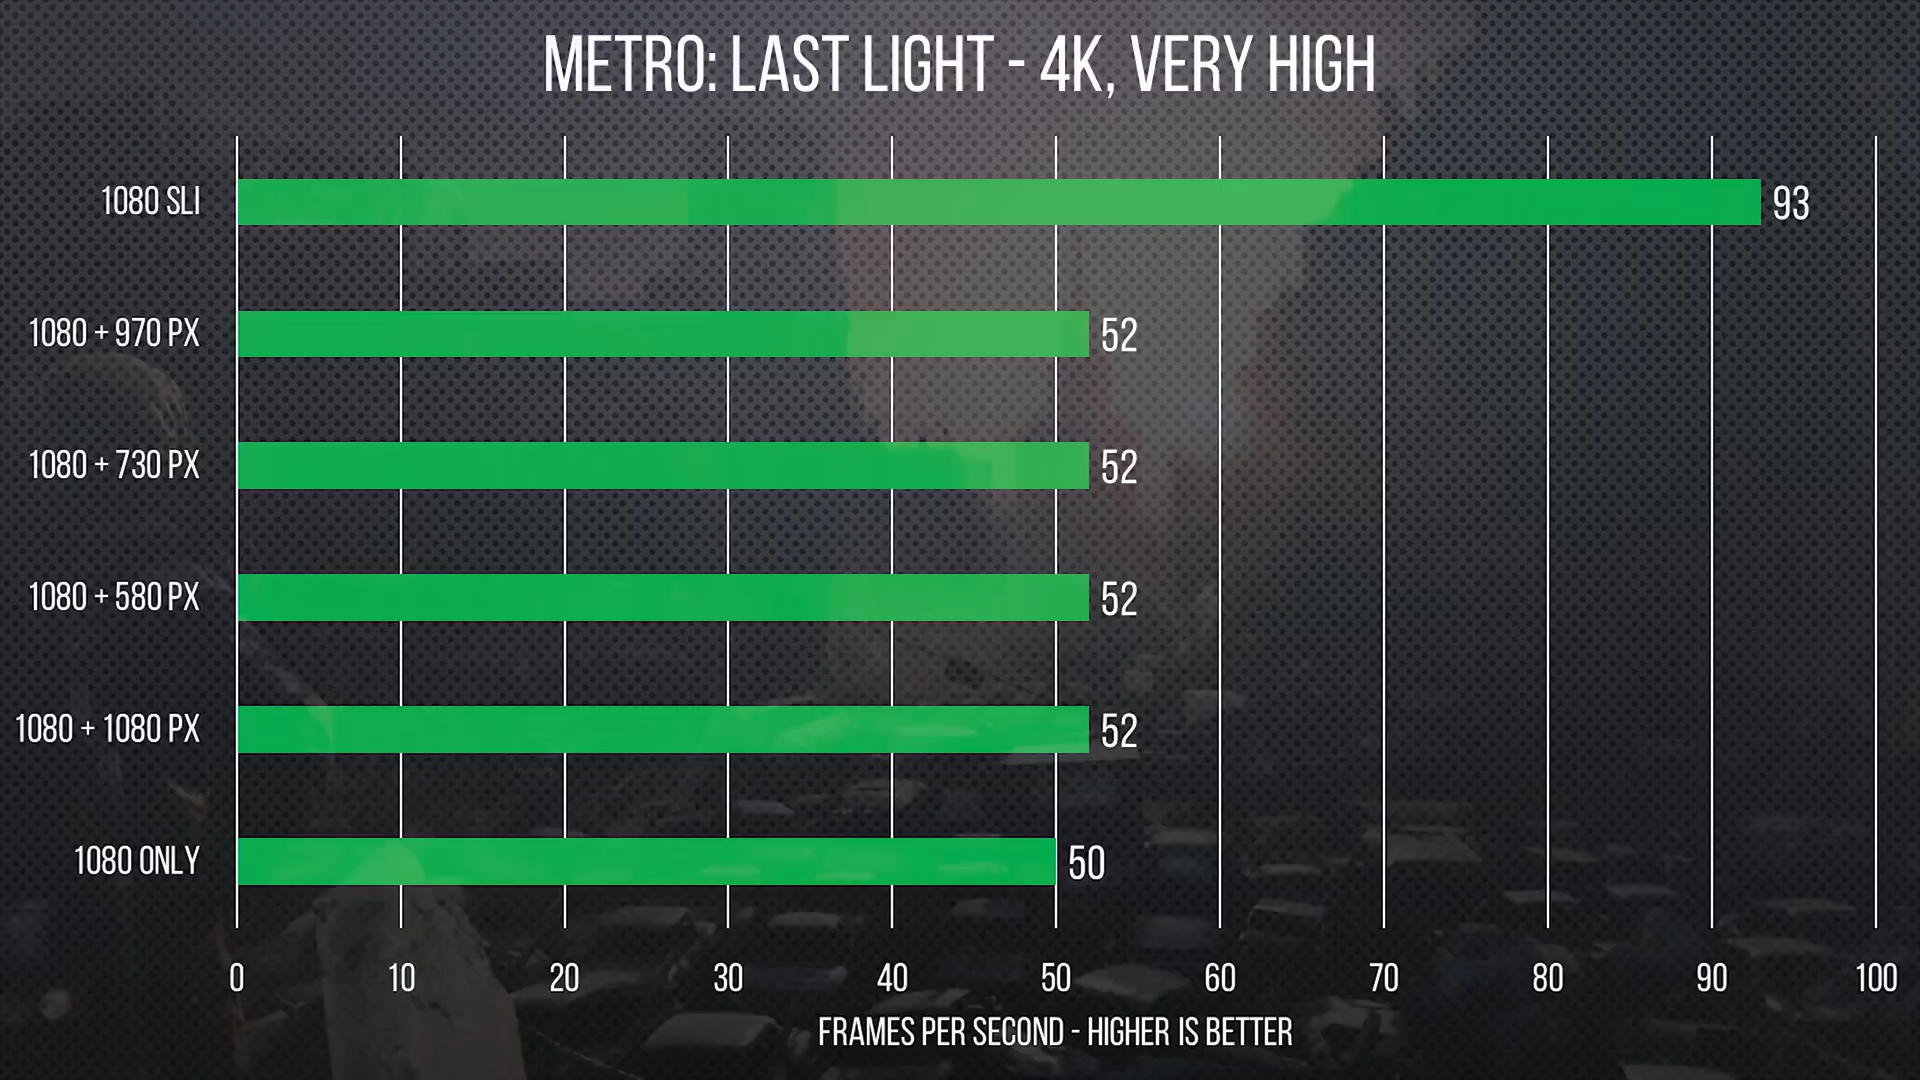 METRO: LAST LIGHT - 4K, VERY HIGH
1080 SLI
93
1080 + 970 PX
52
1080 + 730 PX
52
1080 + 580 PX
52
1080 + 1080 PX
52
1080 ONLY
50
0 10 20 30 40 50 60 70 80 90 100
FRAMES PER SECOND - HIGHER IS BETTER